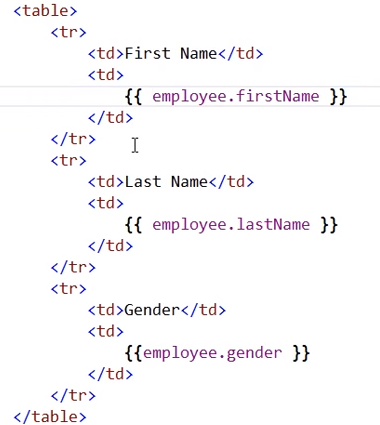 <table>
<tr>
<td>First Name</td>
<td>
{{ employee.firstName }}
</td>
</tr>
<tr>
<td>Last Name</td>
<td>
{{ employee.lastName }}
</td>
</tr>
<tr>
<td>Gender</td>
<td>
{{employee.gender }}
</td>
</tr>
</table>